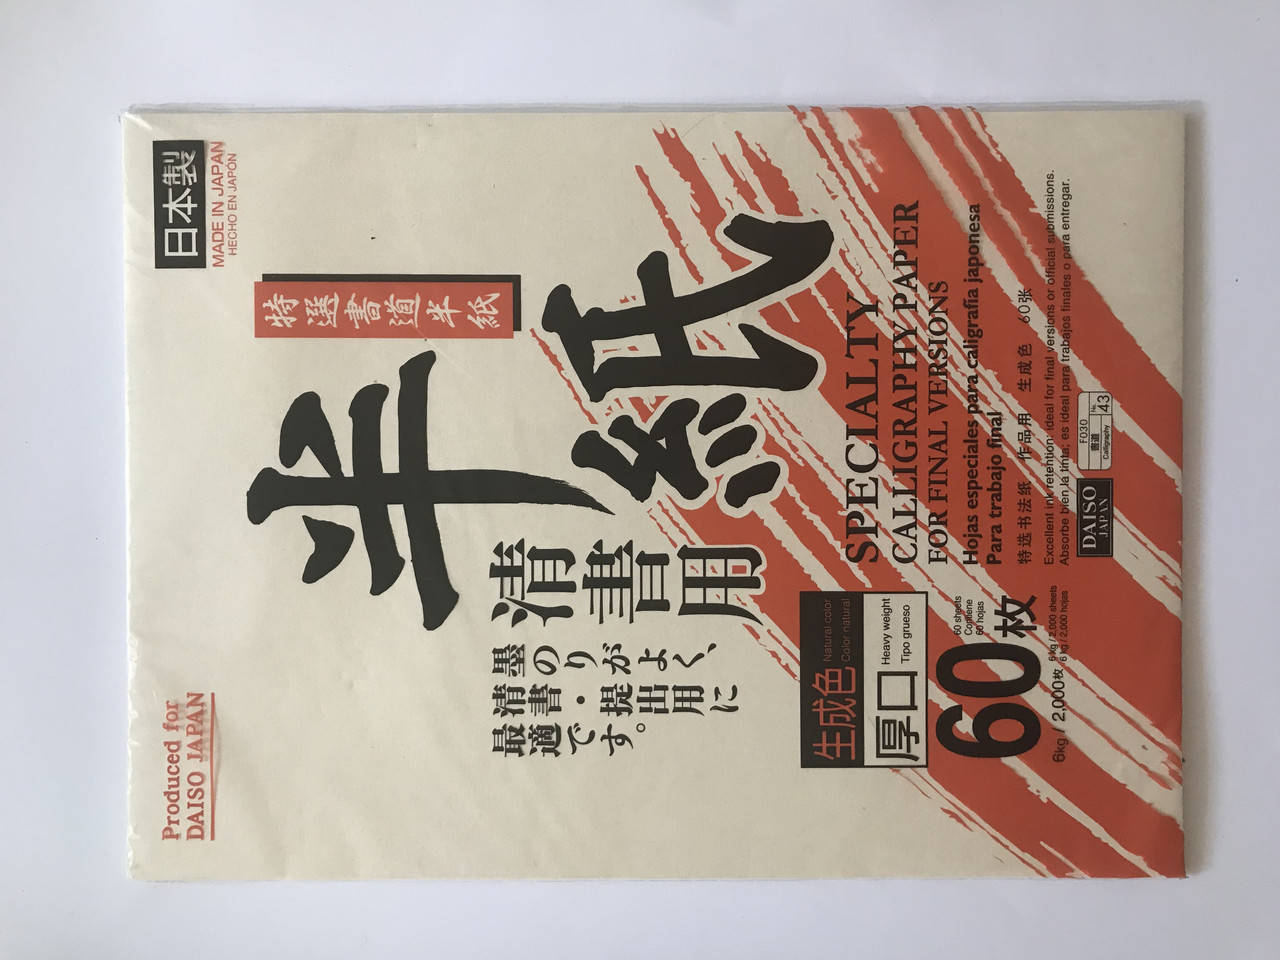 Produced for
DAISO JAPAN
日本製
MADE IN JAPAN
HECHO EN JAPÓN
特選書道半紙
半紙
清書用
墨のりがよく、
清書・提出用に
最適です。
生成色
Natural color
Color natural
厚口
Heavy weight
Tipo grueso
60枚
60 sheets
Contiene
60 hojas
6kg / 2,000枚
6kg / 2,000 sheets
6 kg / 2,000 hojas
SPECIALTY
CALLIGRAPHY PAPER
FOR FINAL VERSIONS
Hojas especiales para caligrafía japonesa
Para trabajo final
特选书法纸 作品用 生成色 60张
Excellent ink retention; ideal for final versions or official submissions.
Absorbe bien la tinta; es ideal para trabajos finales o para entregar.
DAISO
JAPAN
F030
書道
Calligraphy
No.
43